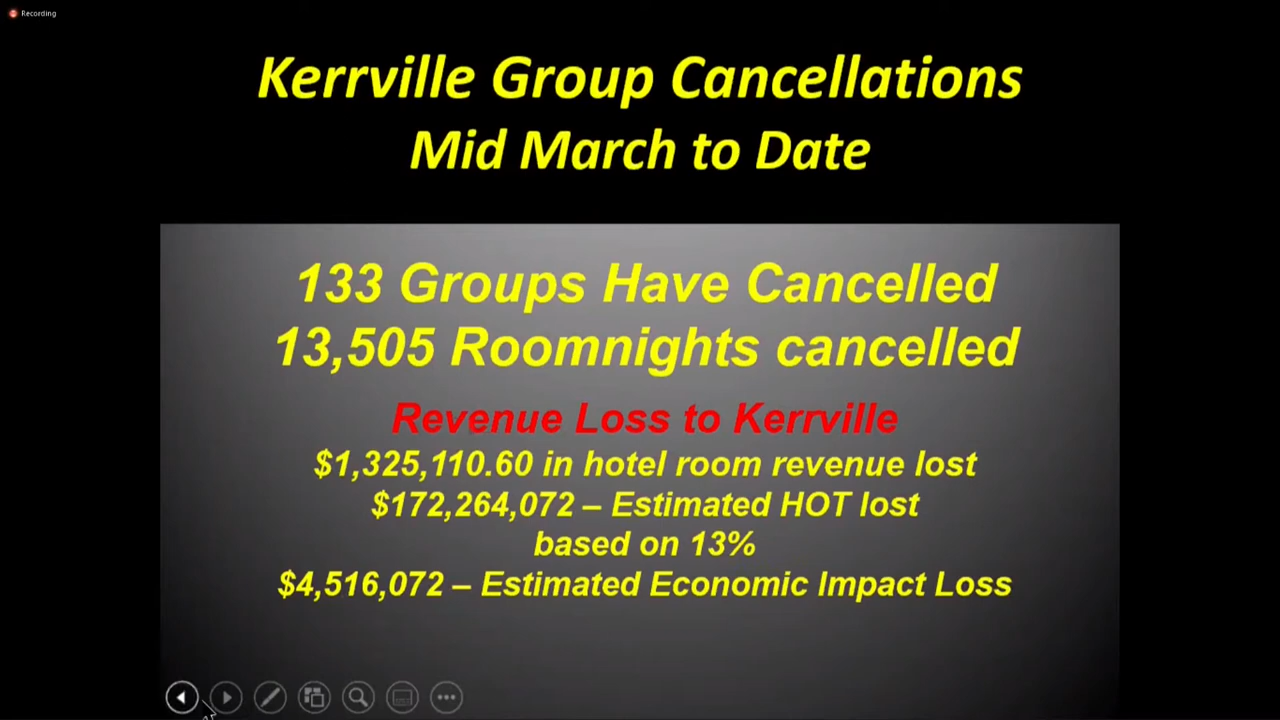 Recording
Kerrville Group Cancellations
Mid March to Date
133 Groups Have Cancelled
13,505 Roomnights cancelled
Revenue Loss to Kerrville
$1,325,110.60 in hotel room revenue lost
$172,264,072 – Estimated HOT lost
based on 13%
$4,516,072 – Estimated Economic Impact Loss